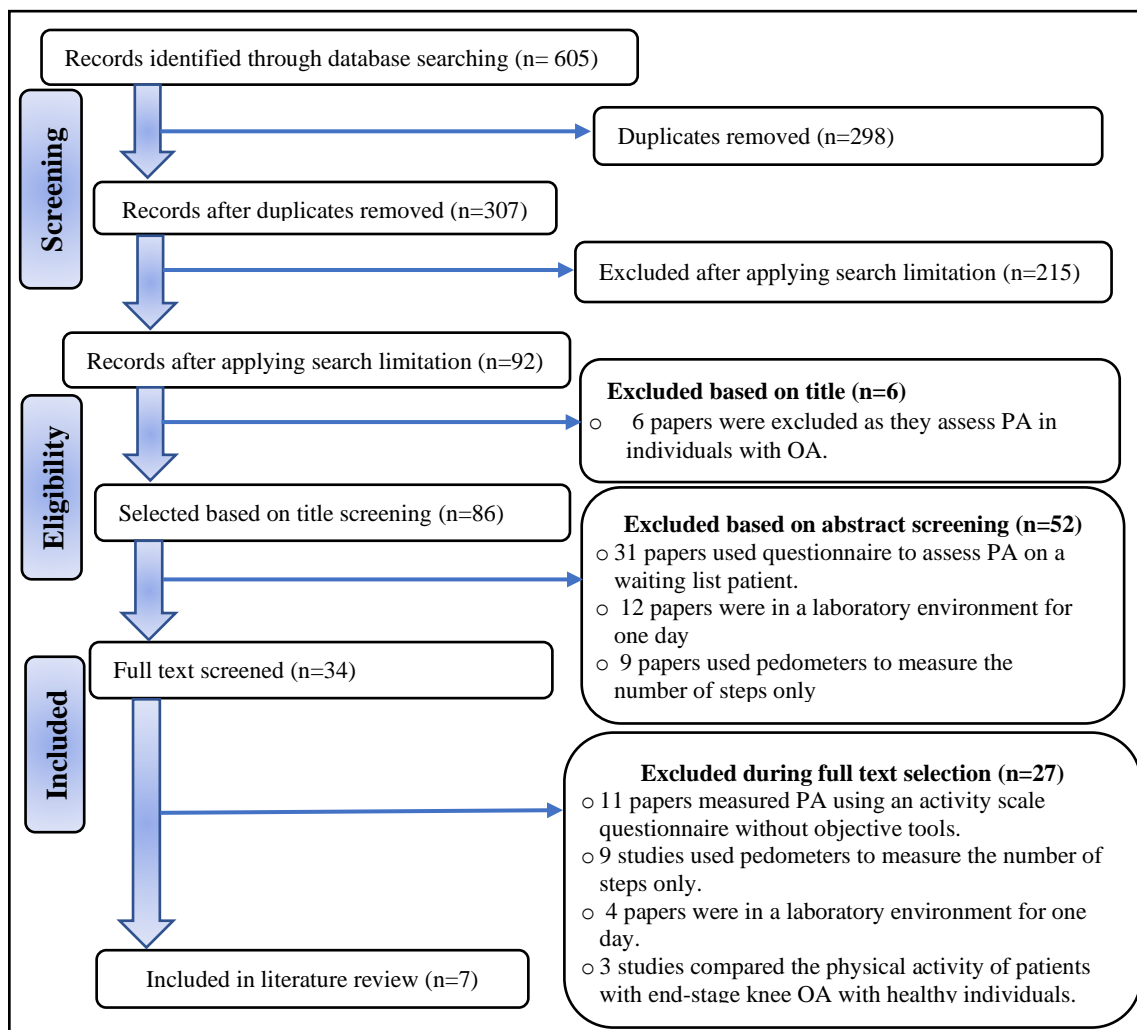 Records identified through database searching (n= 605)
Screening
Duplicates removed (n=298)
Records after duplicates removed (n=307)
Excluded after applying search limitation (n=215)
Records after applying search limitation (n=92)
Excluded based on title (n=6)
o 6 papers were excluded as they assess PA in
individuals with OA.
Eligibility
Selected based on title screening (n=86)
Excluded based on abstract screening (n=52)
o 31 papers used questionnaire to assess PA on a
waiting list patient.
o 12 papers were in a laboratory environment for
one day
o 9 papers used pedometers to measure the
number of steps only
Full text screened (n=34)
Included
Excluded during full text selection (n=27)
o 11 papers measured PA using an activity scale
questionnaire without objective tools.
o 9 studies used pedometers to measure the number of
steps only.
o 4 papers were in a laboratory environment for one
day.
o 3 studies compared the physical activity of patients
with end-stage knee OA with healthy individuals.
Included in literature review (n=7)